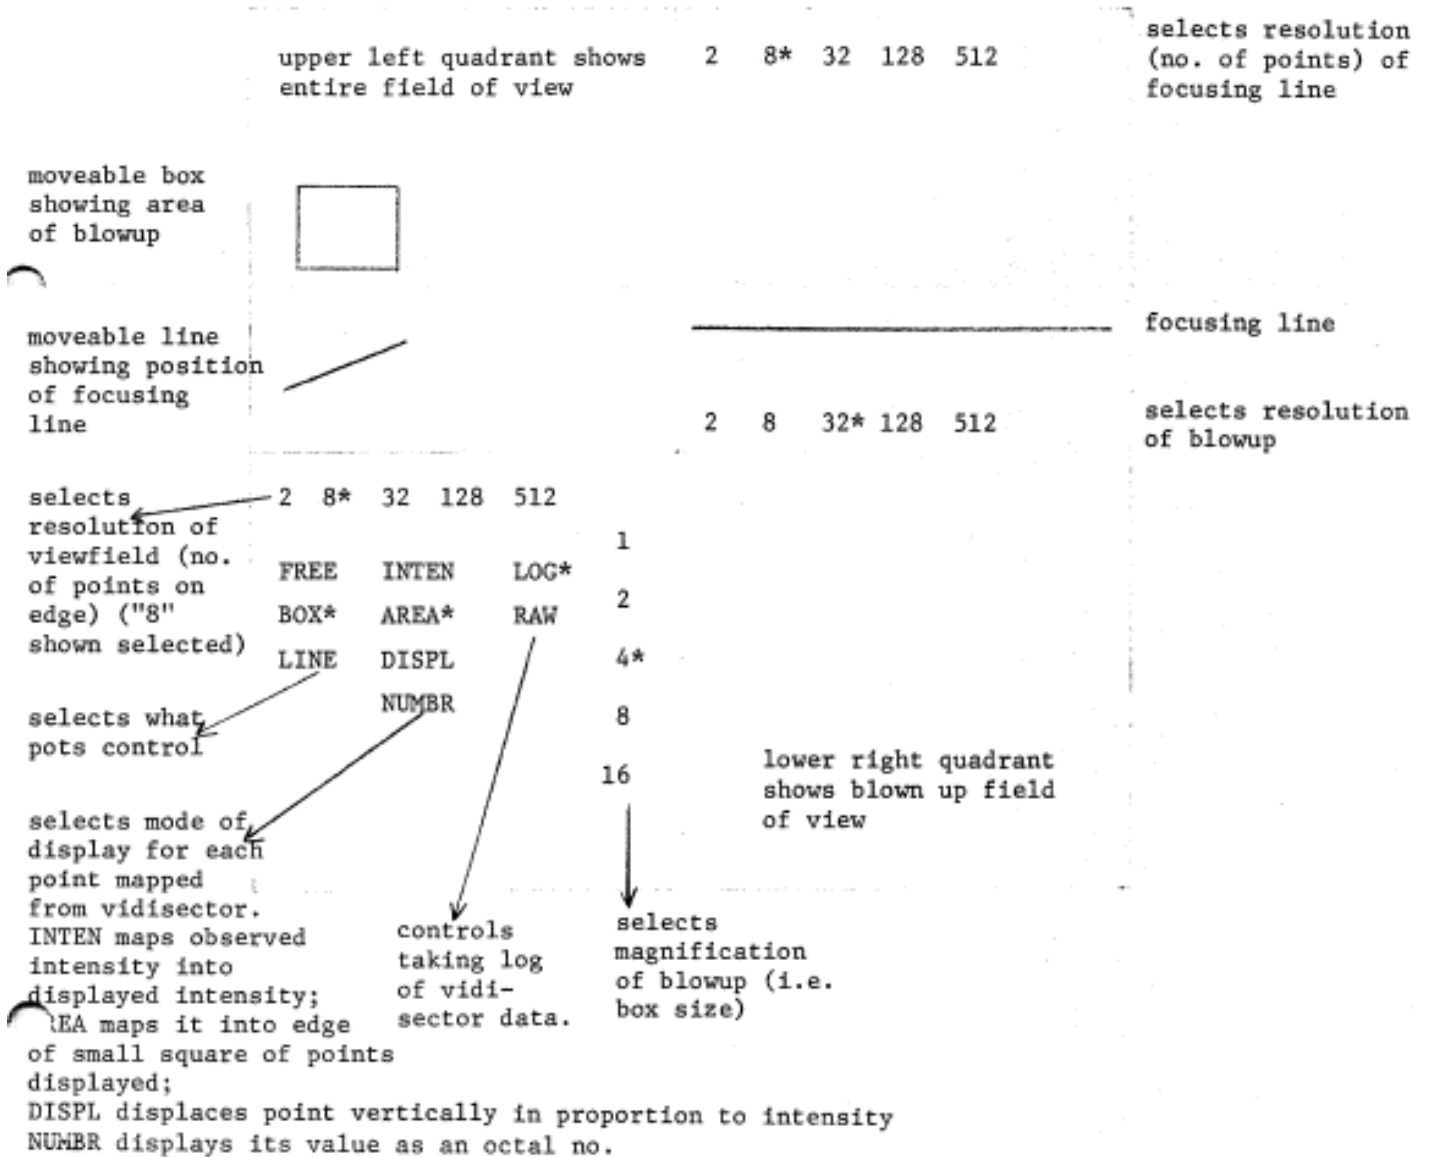 upper left quadrant shows
entire field of view
2 8* 32 128 512
selects resolution
(no. of points) of
focusing line
moveable box
showing area
of blowup
moveable line
showing position
of focusing
line
focusing line
2 8 32* 128 512
selects resolution
of blowup
selects
resolution of
viewfield (no.
of points on
edge) ("8"
shown selected)
2 8* 32 128 512
FREE INTEN LOG*
BOX* AREA* RAW
LINE DISPL
NUMBR
1
2
4*
8
16
selects what
pots control
lower right quadrant
shows blown up field
of view
selects mode of
display for each
point mapped
from vidisector.
INTEN maps observed
intensity into
displayed intensity;
REA maps it into edge
of small square of points
displayed;
DISPL displaces point vertically in proportion to intensity
NUMBR displays its value as an octal no.
controls
taking log
of vidi-
sector data.
selects
magnification
of blowup (i.e.
box size)